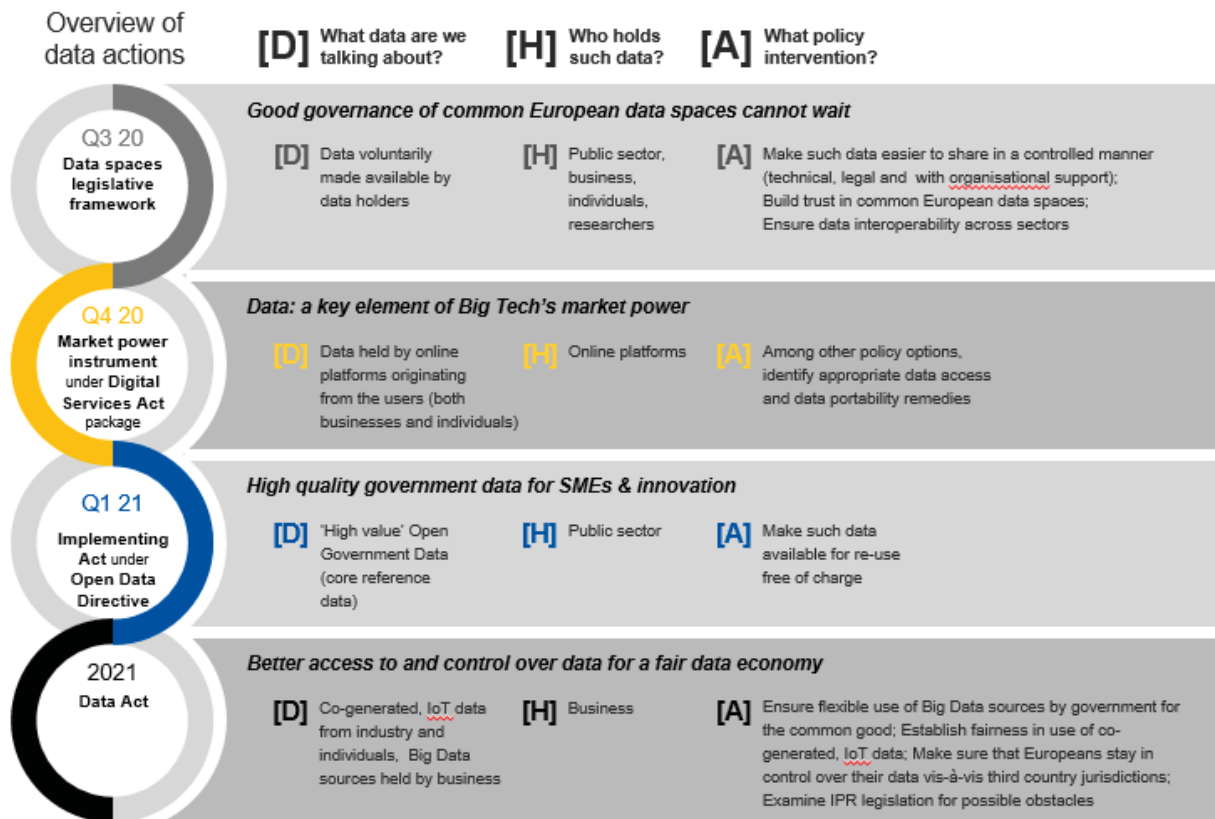 Overview of
data actions
[D] What data are we
talking about?
[H] Who holds
such data?
[A] What policy
intervention?
Q3 20
Data spaces
legislative
framework
Good governance of common European data spaces cannot wait
[D] Data voluntarily
made available by
data holders
[H] Public sector,
business,
individuals,
researchers
[A] Make such data easier to share in a controlled manner
(technical, legal and  with organisational support);
Build trust in common European data spaces;
Ensure data interoperability across sectors
Q4 20
Market power
instrument
under Digital
Services Act
package
Data: a key element of Big Tech's market power
[D] Data held by online
platforms originating
from the users (both
businesses and individuals)
[H] Online platforms
[A] Among other policy options,
identify appropriate data access
and data portability remedies
Q1 21
Implementing
Act under
Open Data
Directive
High quality government data for SMEs & innovation
[D] 'High value' Open
Government Data
(core reference
data)
[H] Public sector
[A] Make such data
available for re-use
free of charge
2021
Data Act
Better access to and control over data for a fair data economy
[D] Co-generated, IoT data
from industry and
individuals,  Big Data
sources held by business
[H] Business
[A] Ensure flexible use of Big Data sources by government for
the common good; Establish fairness in use of co-
generated, IoT data; Make sure that Europeans stay in
control over their data vis-à-vis third country jurisdictions;
Examine IPR legislation for possible obstacles